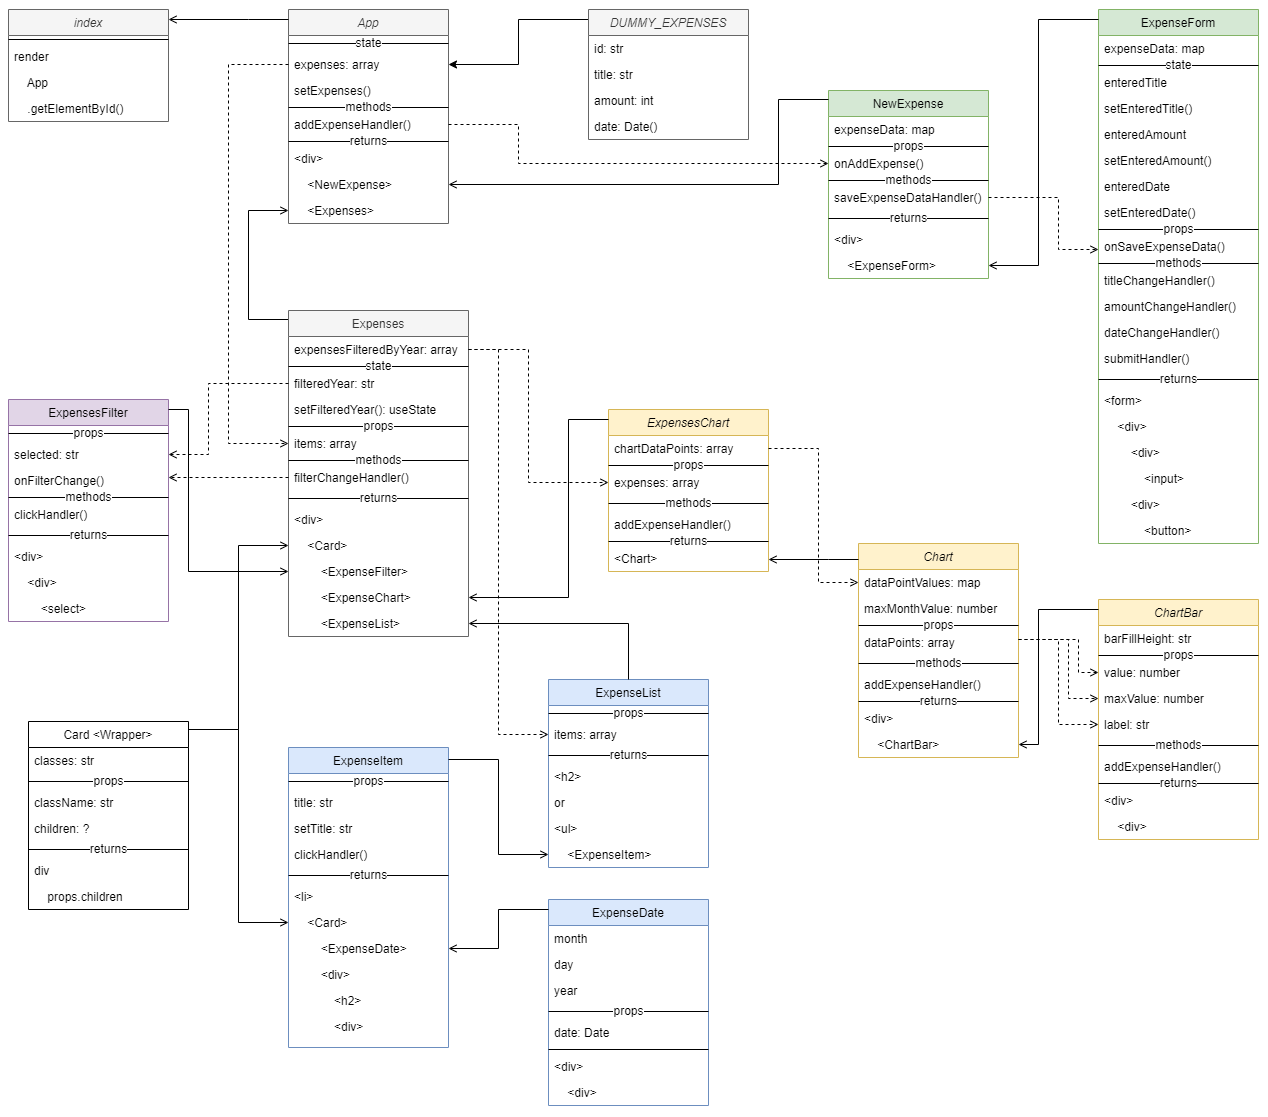 index
render
App
.getElementById()
App
state
expenses: array
setExpenses()
methods
addExpenseHandler()
returns
<div>
<NewExpense>
<Expenses>
DUMMY_EXPENSES
id: str
title: str
amount: int
date: Date()
NewExpense
expenseData: map
props
onAddExpense()
methods
saveExpenseDataHandler()
returns
<div>
<ExpenseForm>
ExpenseForm
expenseData: map
state
enteredTitle
setEnteredTitle()
enteredAmount
setEnteredAmount()
enteredDate
setEnteredDate()
props
onSaveExpenseData()
methods
titleChangeHandler()
amountChangeHandler()
dateChangeHandler()
submitHandler()
returns
<form>
<div>
<div>
<input>
<div>
<button>
Expenses
expensesFilteredByYear: array
state
filteredYear: str
setFilteredYear(): useState
props
items: array
methods
filterChangeHandler()
returns
<div>
<Card>
<ExpenseFilter>
<ExpenseChart>
<ExpenseList>
ExpensesFilter
props
selected: str
onFilterChange()
methods
clickHandler()
returns
<div>
<div>
<select>
ExpensesChart
chartDataPoints: array
props
expenses: array
methods
addExpenseHandler()
returns
<Chart>
Chart
dataPointValues: map
maxMonthValue: number
props
dataPoints: array
methods
addExpenseHandler()
returns
<div>
<ChartBar>
ChartBar
barFillHeight: str
props
value: number
maxValue: number
label: str
methods
addExpenseHandler()
returns
<div>
<div>
Card <Wrapper>
classes: str
props
className: str
children: ?
returns
div
props.children
ExpenseItem
props
title: str
setTitle: str
clickHandler()
returns
<li>
<Card>
<ExpenseDate>
<div>
<h2>
<div>
ExpenseList
props
items: array
returns
<h2>
or
<ul>
<ExpenseItem>
ExpenseDate
month
day
year
props
date: Date
<div>
<div>